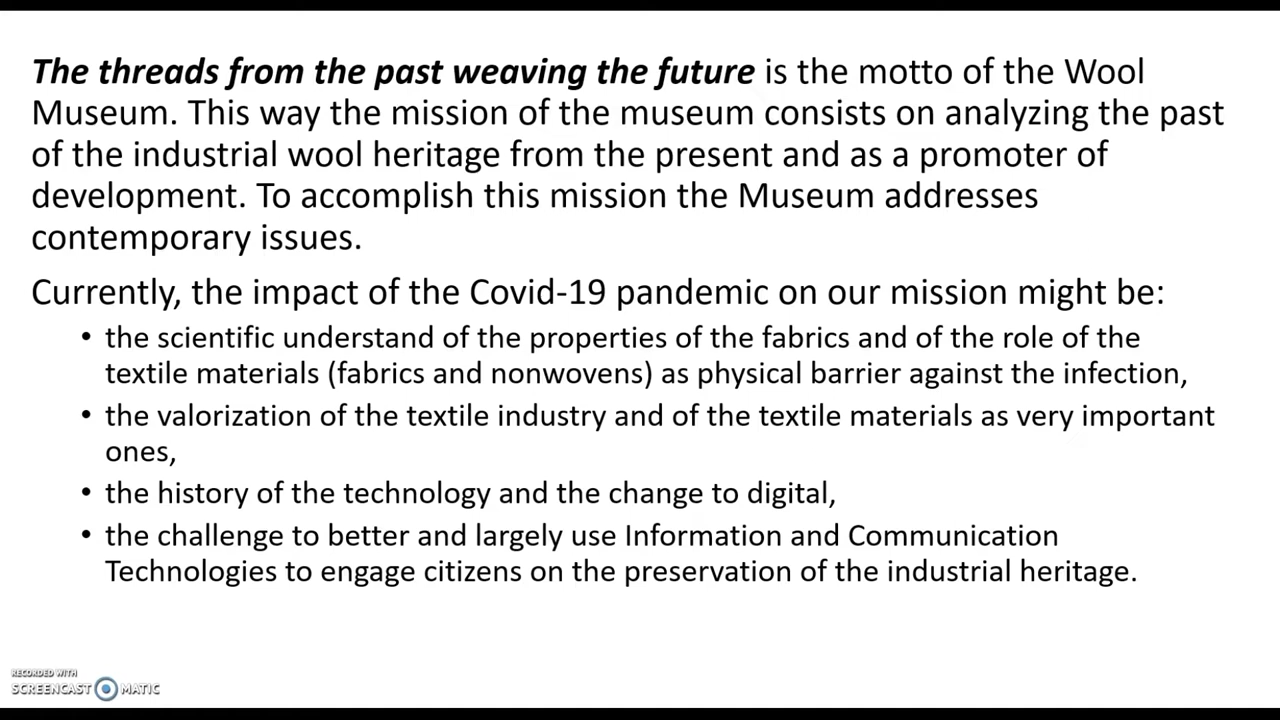 The threads from the past weaving the future is the motto of the Wool
Museum. This way the mission of the museum consists on analyzing the past
of the industrial wool heritage from the present and as a promoter of
development. To accomplish this mission the Museum addresses
contemporary issues.
Currently, the impact of the Covid-19 pandemic on our mission might be:
• the scientific understand of the properties of the fabrics and of the role of the
textile materials (fabrics and nonwovens) as physical barrier against the infection,
• the valorization of the textile industry and of the textile materials as very important
ones,
• the history of the technology and the change to digital,
• the challenge to better and largely use Information and Communication
Technologies to engage citizens on the preservation of the industrial heritage.
RECORDED WITH
SCREENCAST MATIC